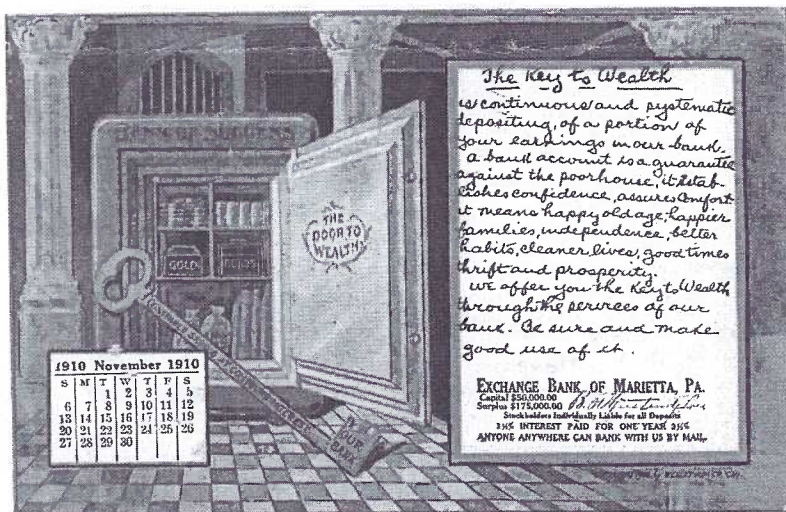 BANK OF SUCCESS
THE
DOOR TO
WEALTH
GOLD
BONDS
OUR
BANK
1910 November 1910
S M T W T F S
1 2 3 4 5
6 7 8 9 10 11 12
13 14 15 16 17 18 19
20 21 22 23 24 25 26
27 28 29 30
The Key to Wealth
is continuous and systematic
depositing, of a portion of
your earnings in our bank.
a bank account is a guarantee
against the poorhouse, it estab-
lishes confidence, assures comfort
it means happy old age, happier
families, independence, better
habits, cleaner lives, good times
thrift and prosperity.
We offer you the Key to Wealth
through the services of our
bank. Be sure and make
good use of it.
EXCHANGE BANK OF MARIETTA, PA.
Capital $50,000.00
Surplus $175,000.00
Stockholders Individually Liable for all Deposits
3½% INTEREST PAID FOR ONE YEAR 3½%
ANYONE ANYWHERE CAN BANK WITH US BY MAIL.